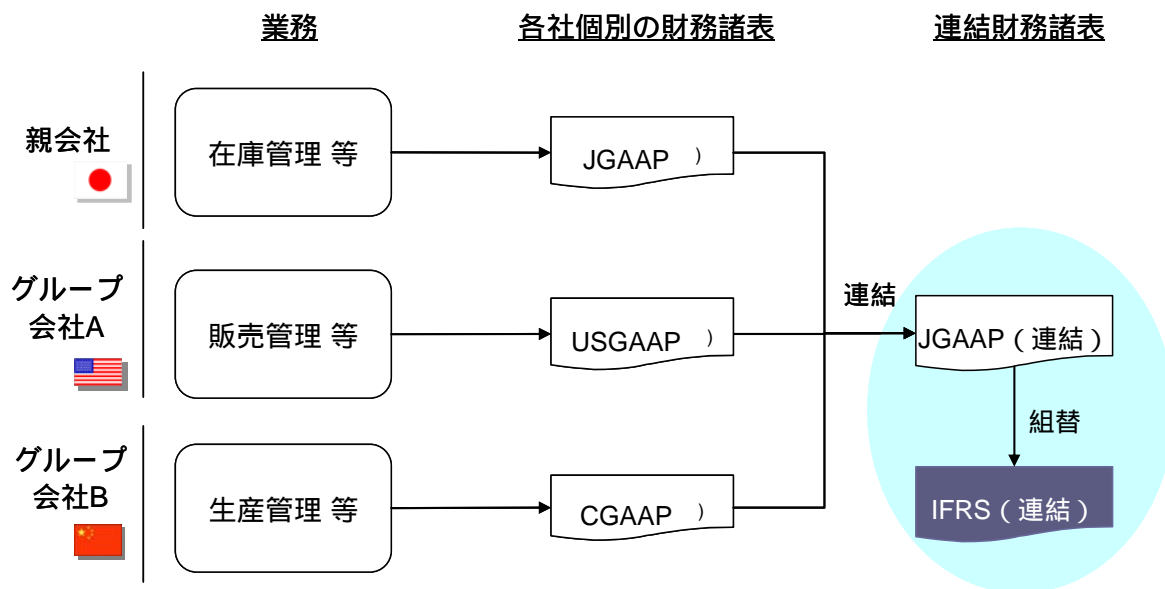 業務
各社個別の財務諸表
連結財務諸表
親会社
在庫管理 等
JGAAP )
グループ
会社A
販売管理 等
USGAAP )
連結
JGAAP(連結)
組替
グループ
会社B
生産管理 等
CGAAP )
IFRS(連結)